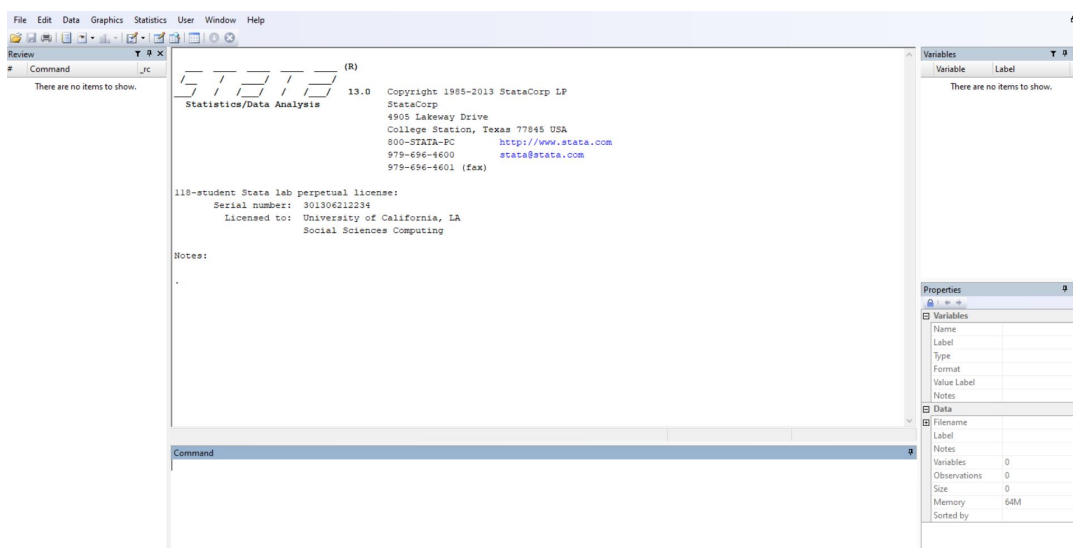 File Edit Data Graphics Statistics User Window Help
Review
# Command _rc
There are no items to show.
(R)
STATA
13.0 Copyright 1985-2013 StataCorp LP
Statistics/Data Analysis StataCorp
4905 Lakeway Drive
College Station, Texas 77845 USA
800-STATA-PC http://www.stata.com
979-696-4600 stata@stata.com
979-696-4601 (fax)
118-student Stata lab perpetual license:
Serial number: 301306212234
Licensed to: University of California, LA
Social Sciences Computing
Notes:
.
Command
Variables
Variable Label
There are no items to show.
Properties
Variables
Name
Label
Type
Format
Value Label
Notes
Data
Filename
Label
Notes
Variables 0
Observations 0
Size 0
Memory 64M
Sorted by